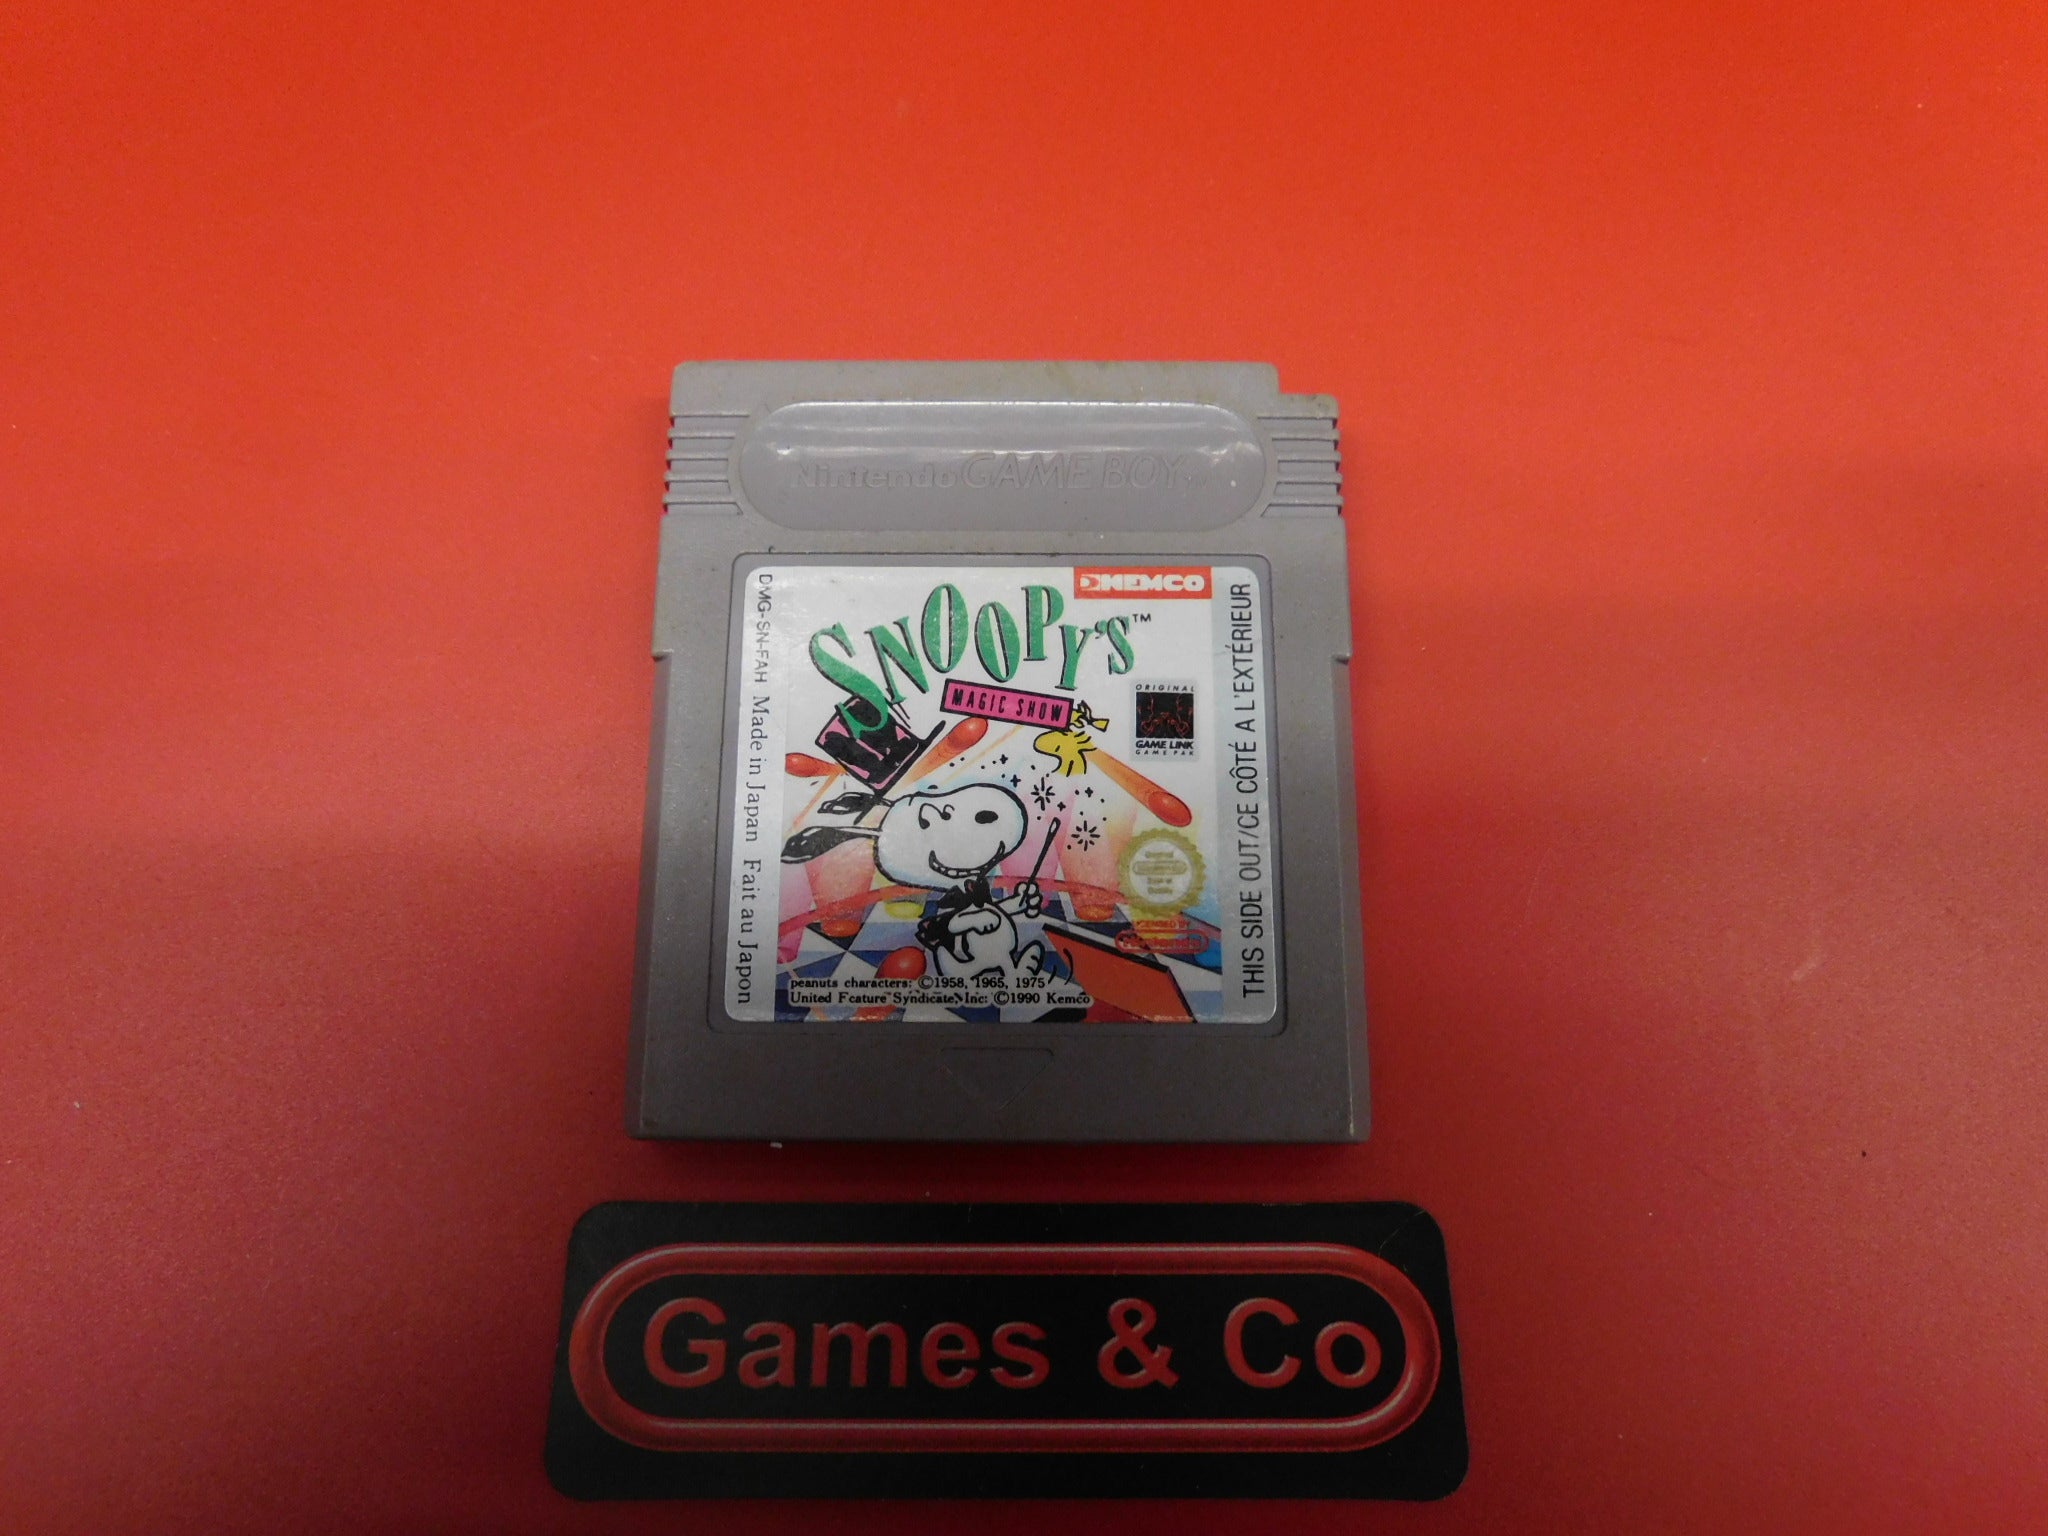 Nintendo GAME BOY TM
KEMCO
SNOOPY'S™
MAGIC SHOW
ORIGINAL
GAME LINK
GAME PAK
DMG-SN-FAH Made in Japan Fait au Japon
THIS SIDE OUT/CE CÔTÉ A L'EXTÉRIEUR
Nintendo
peanuts characters: ©1958, 1965, 1975
United Feature Syndicate, Inc: ©1990 Kemco
Games & Co